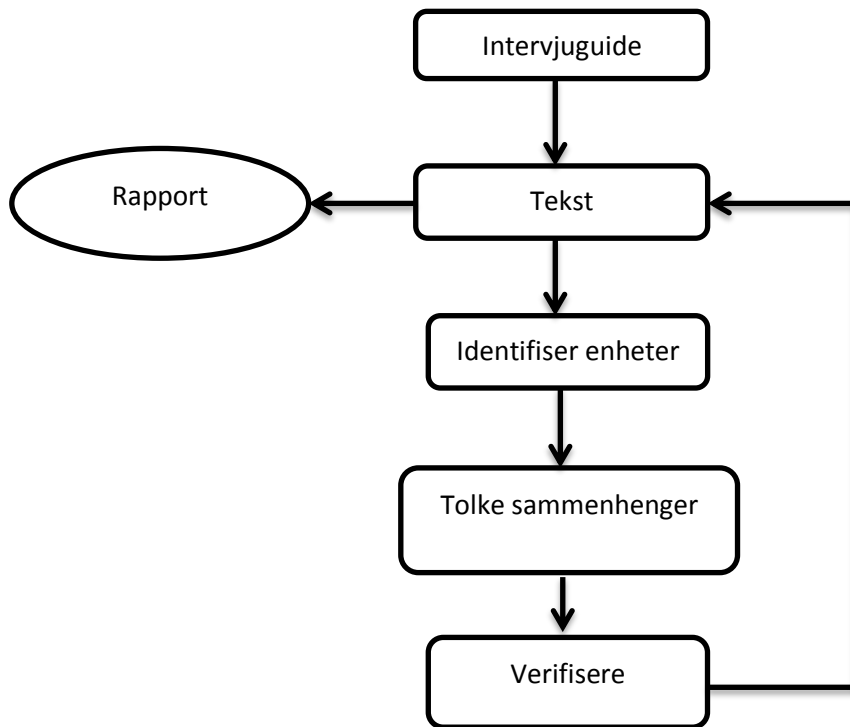 Intervjuguide
Rapport
Tekst
Identifiser enheter
Tolke sammenhenger
Verifisere